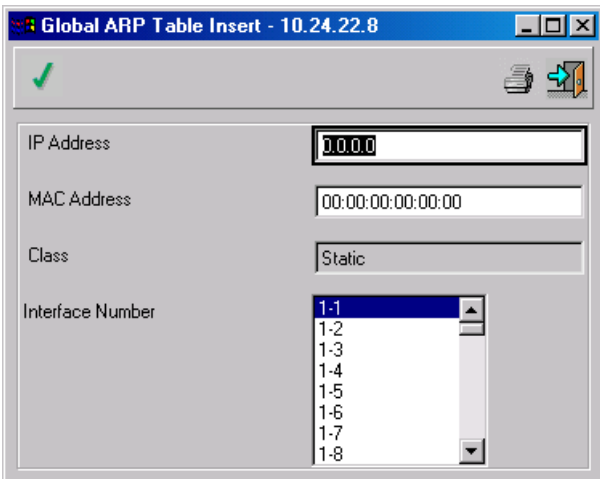 Global ARP Table Insert - 10.24.22.8
IP Address
0.0.0.0
MAC Address
00:00:00:00:00:00
Class
Static
Interface Number
1-1
1-2
1-3
1-4
1-5
1-6
1-7
1-8